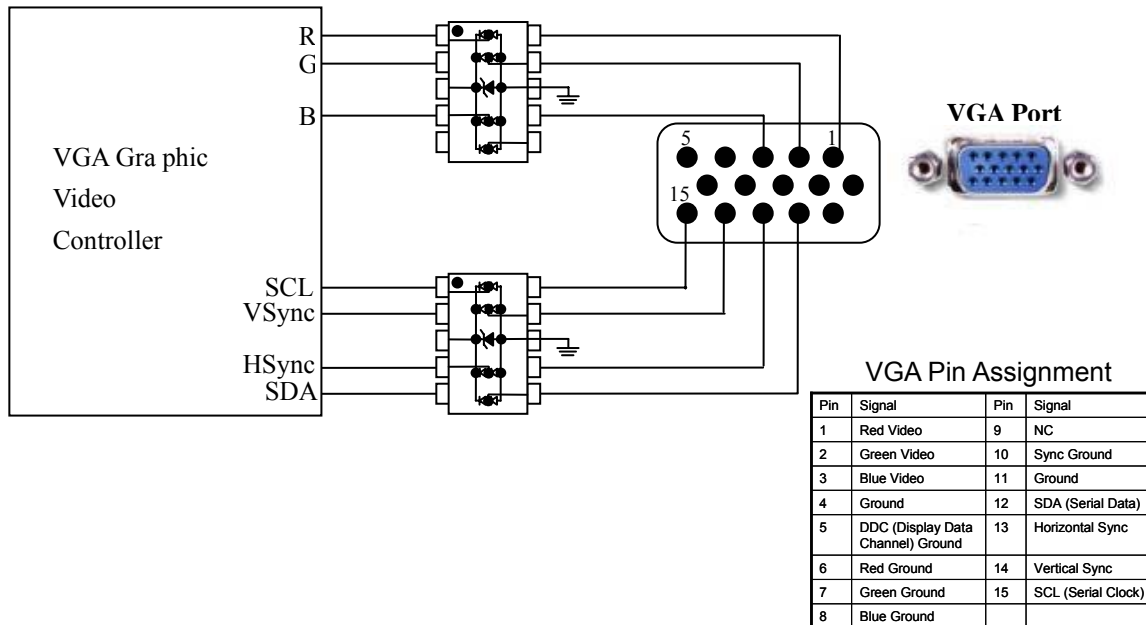 R
G
B
VGA Gra phic
Video
Controller
SCL
VSync
HSync
SDA
5
1
15
VGA Port
VGA Pin Assignment
Pin Signal Pin Signal
1 Red Video 9 NC
2 Green Video 10 Sync Ground
3 Blue Video 11 Ground
4 Ground 12 SDA (Serial Data)
5 DDC (Display Data 13 Horizontal Sync
Channel) Ground
6 Red Ground 14 Vertical Sync
7 Green Ground 15 SCL (Serial Clock)
8 Blue Ground